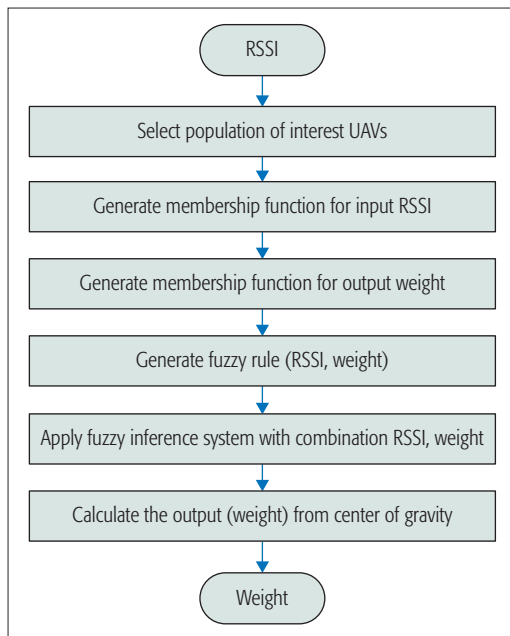 RSSI
Select population of interest UAVs
Generate membership function for input RSSI
Generate membership function for output weight
Generate fuzzy rule (RSSI, weight)
Apply fuzzy inference system with combination RSSI, weight
Calculate the output (weight) from center of gravity
Weight